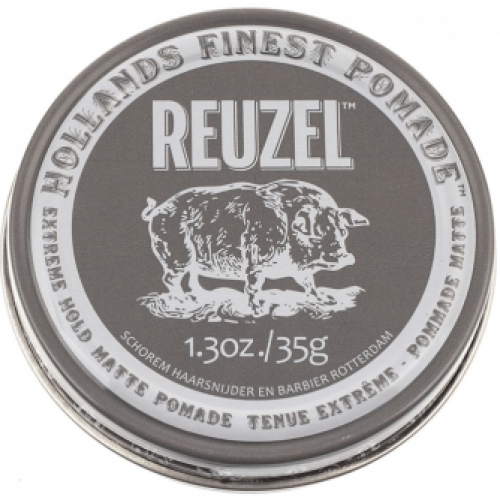 HOLLANDS FINEST POMADE™
REUZEL™
1.3oz./35g
SCHOREM HAARSNIJDER EN BARBIER ROTTERDAM
EXTREME HOLD MATTE POMADE TENUE EXTRÊME - POMMADE MATTE